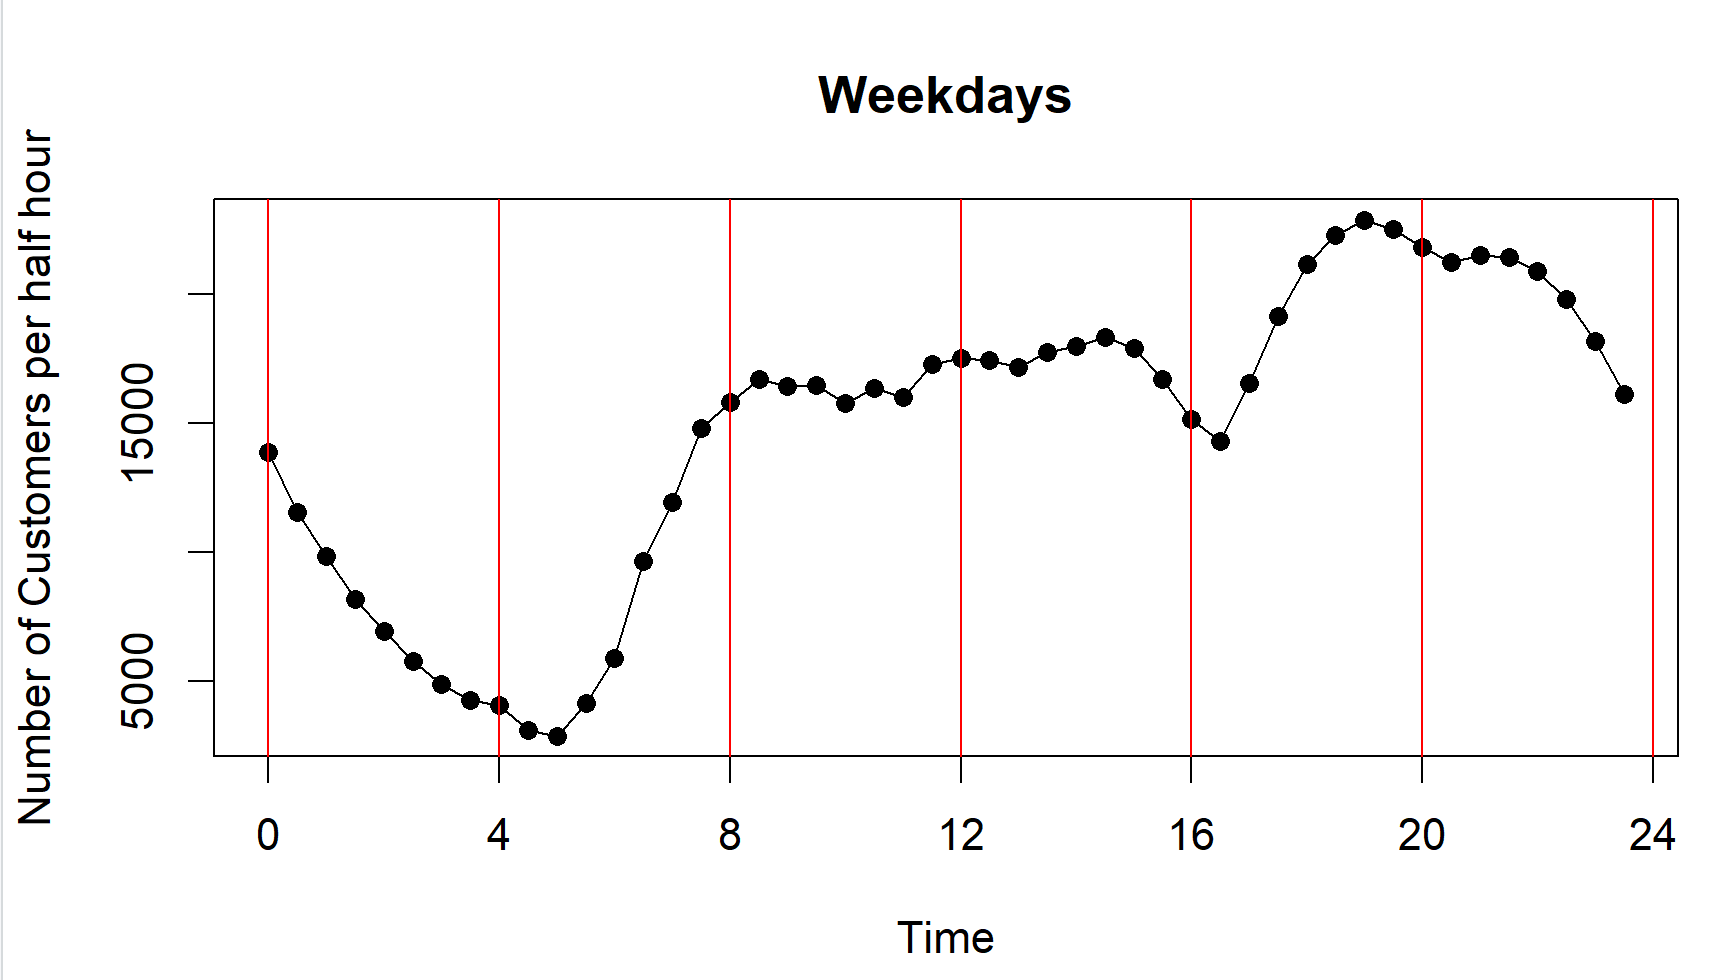 Weekdays
Number of Customers per half hour
15000
5000
0 4 8 12 16 20 24
Time